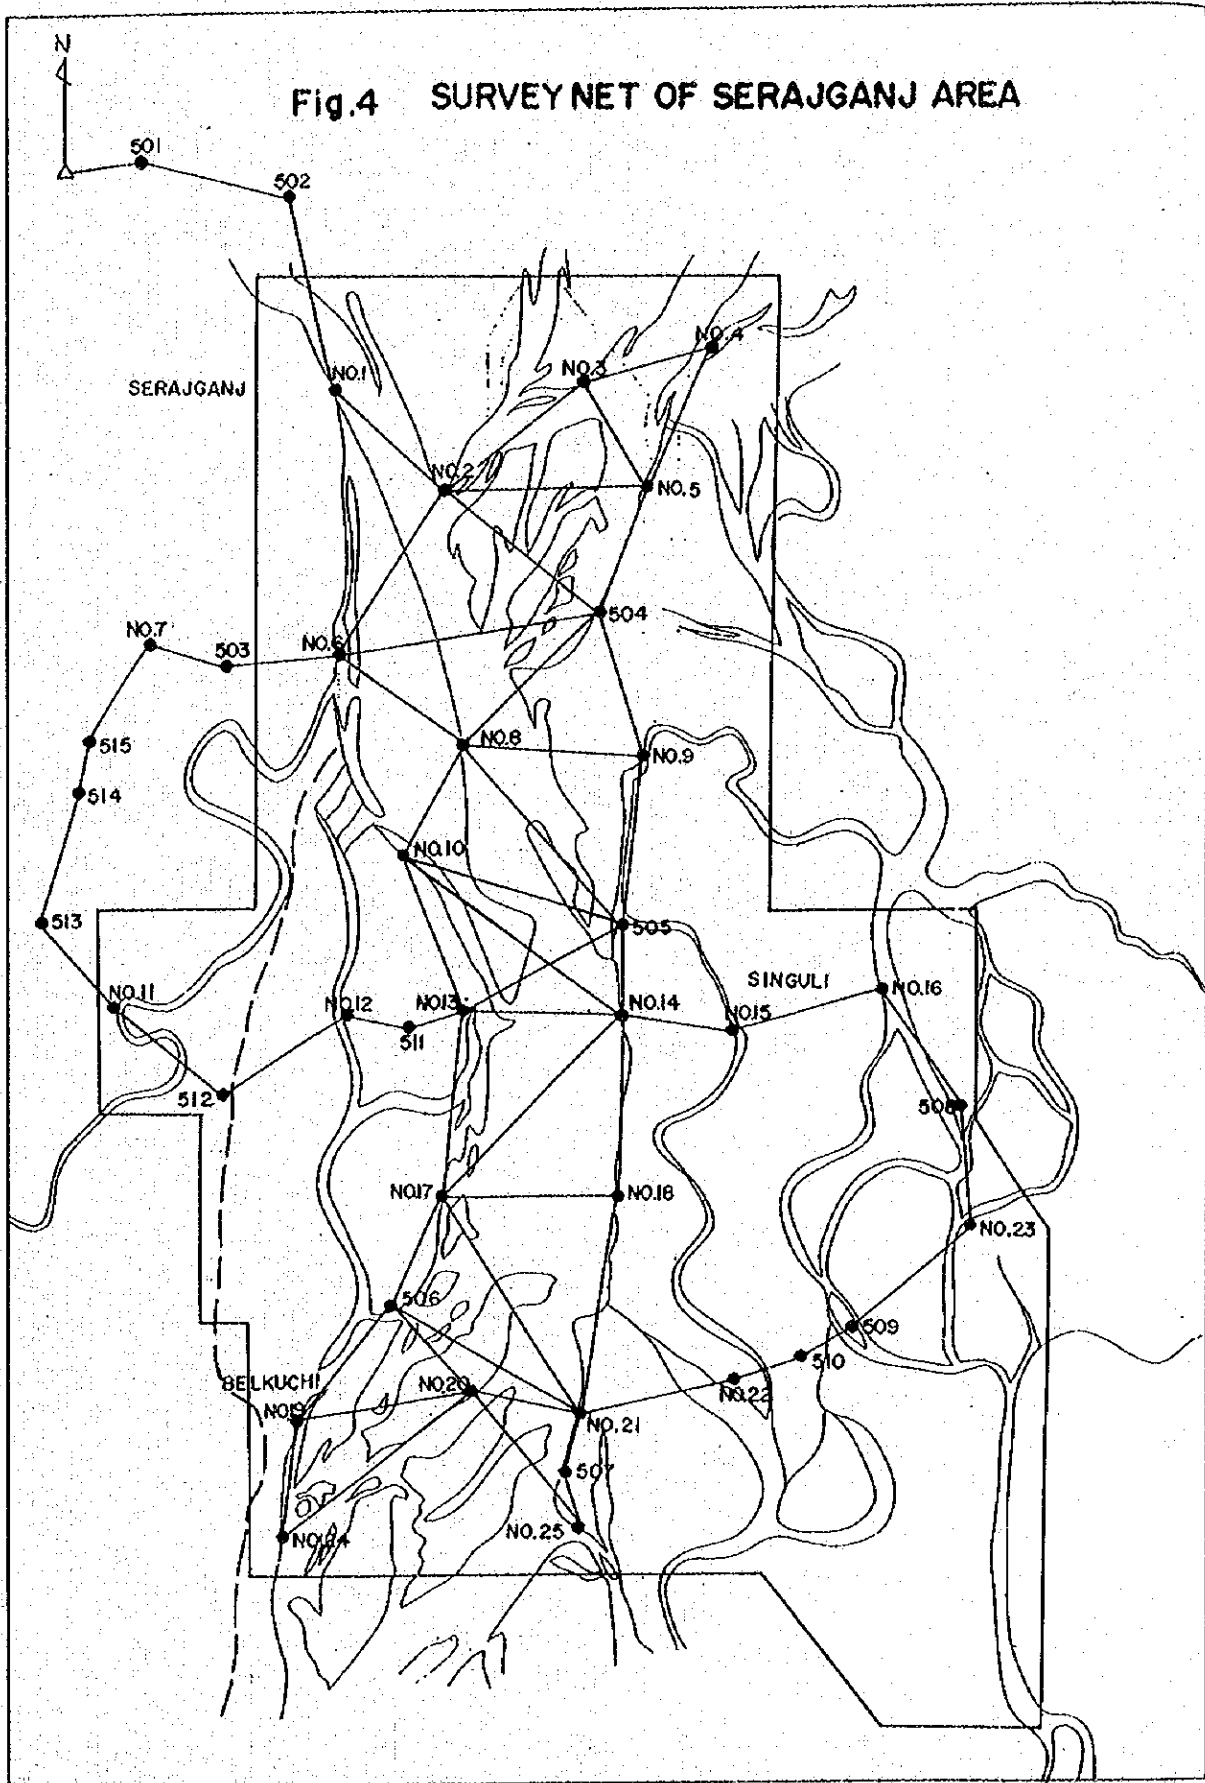 N
Fig.4 SURVEY NET OF SERAJGANJ AREA
501
502
NO.4
NO.3
NO.1
SERAJGANJ
NO.2
NO.5
504
NO.7
NO.6
503
NO.8
515
NO.9
514
NO.10
513
505
SINGULI
NO.16
NO.11
NO.12
NO.13
NO.14
NO.15
511
512
508
NO.17
NO.18
NO.23
506
509
510
BELKUCHI
NO.20
NO.22
NO.19
NO.21
507
NO.25
NO.24